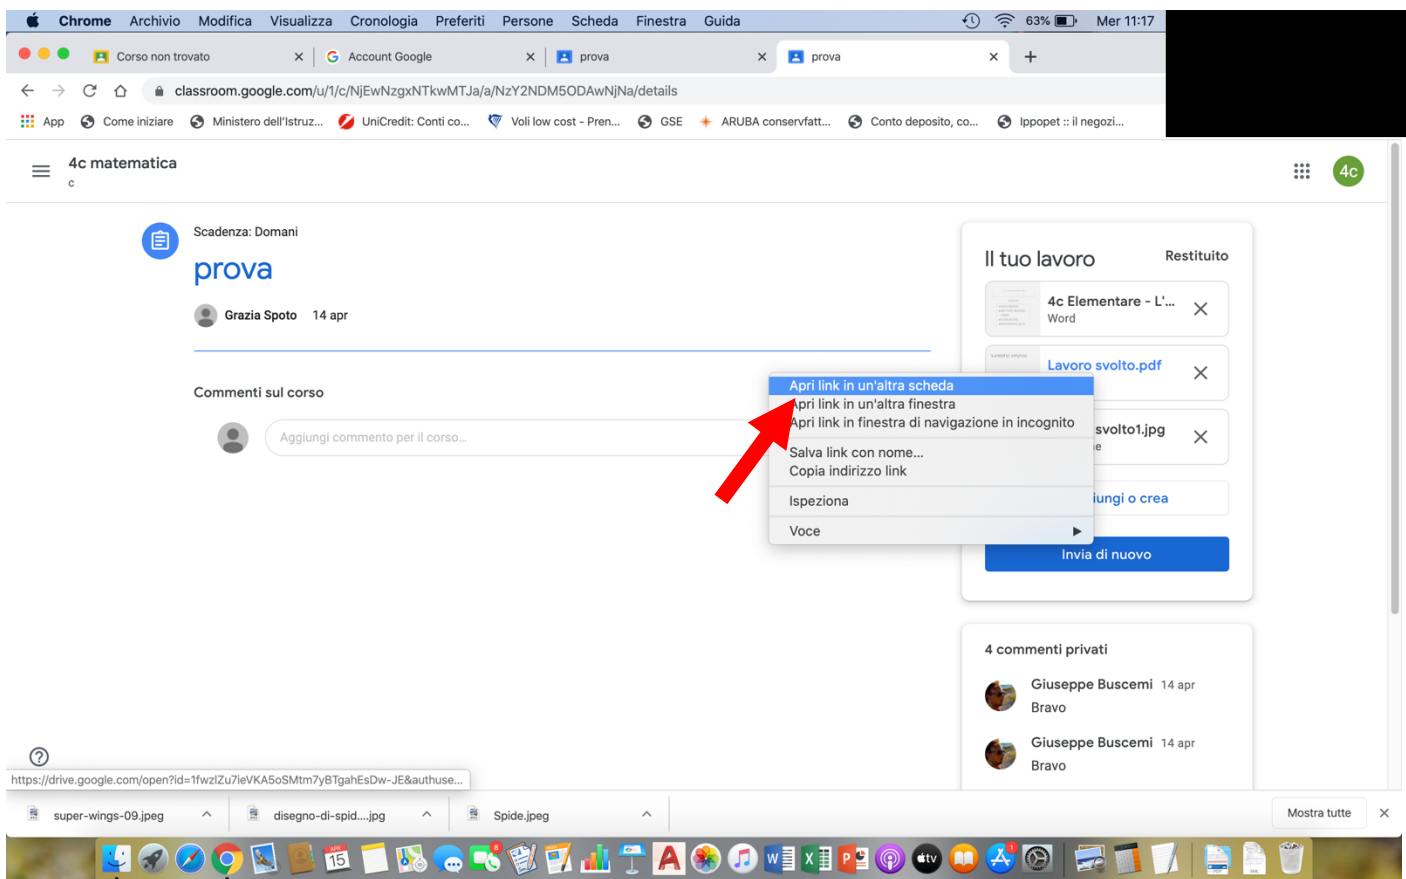 Chrome Archivio Modifica Visualizza Cronologia Preferiti Persone Scheda Finestra Guida 63% Mer 11:17
Corso non trovato Account Google prova prova
classroom.google.com/u/1/c/NjEwNzgxNTkwMTJa/a/NzY2NDM5ODAwNjNa/details
App Come iniziare Ministero dell'Istruz... UniCredit: Conti co... Voli low cost - Pren... GSE ARUBA conservfatt... Conto deposito, co... Ippopet :: il negozi...
4c matematica
c
4c
Scadenza: Domani
prova
Grazia Spoto 14 apr
Commenti sul corso
Aggiungi commento per il corso...
Il tuo lavoro Restituito
4c Elementare - L'...
Word
Lavoro svolto.pdf
svolto1.jpg
e
iungi o crea
Invia di nuovo
Apri link in un'altra scheda
Apri link in un'altra finestra
Apri link in finestra di navigazione in incognito
Salva link con nome...
Copia indirizzo link
Ispeziona
Voce
4 commenti privati
Giuseppe Buscemi 14 apr
Bravo
Giuseppe Buscemi 14 apr
Bravo
https://drive.google.com/open?id=1fwzlZu7ieVKA5oSMtm7yBTgahEsDw-JE&authuse...
super-wings-09.jpeg disegno-di-spid....jpg Spide.jpeg Mostra tutte
APR
15
8
W X P tv 1